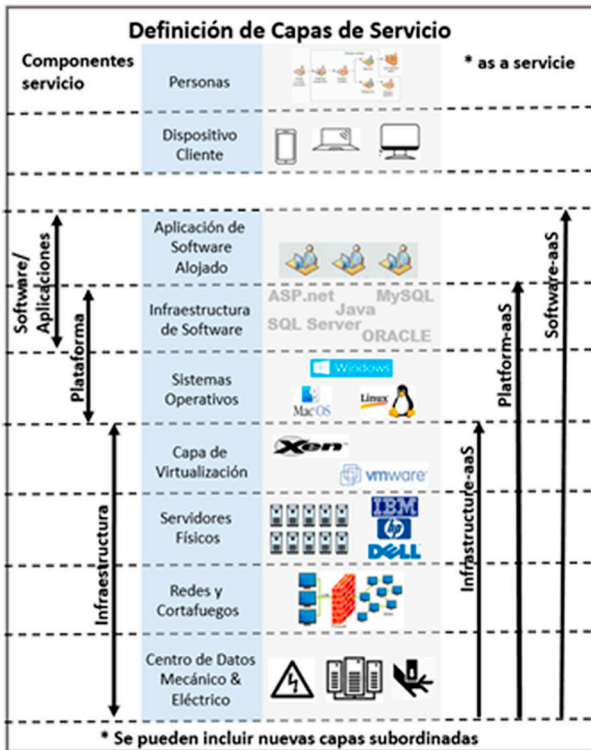 Definición de Capas de Servicio
Componentes
servicio
* as a servicie
Personas
Dispositivo
Cliente
Software/
Aplicaciones
Aplicación de
Software
Alojado
Software-aaS
Plataforma
Infraestructura
de Software
ASP.net
MySQL
Java
SQL Server
ORACLE
Platform-aaS
Sistemas
Operativos
Windows
Mac OS
Linux
Infraestructura
Capa de
Virtualización
Xen
vmware
Infrastructure-aaS
Servidores
Físicos
IBM
hp
DELL
Redes y
Cortafuegos
Centro de Datos
Mecánico &
Eléctrico
* Se pueden incluir nuevas capas subordinadas